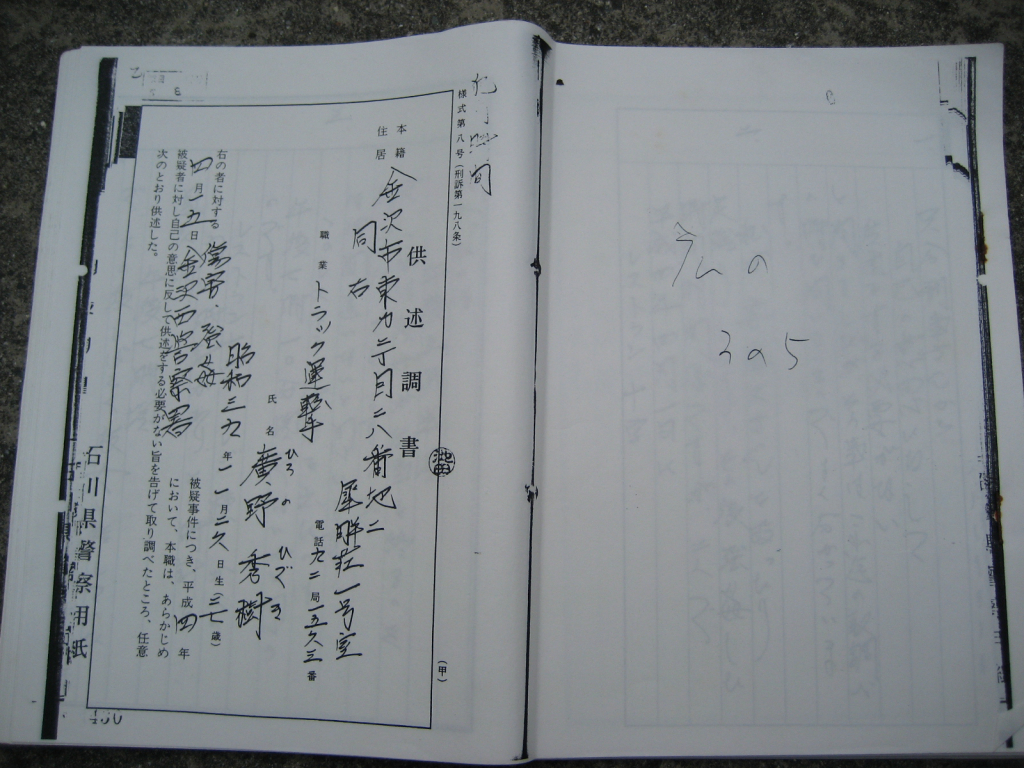 うんの
3の5
様式第八号(刑訴第一九八条)
供述調書
(甲)
本籍 金沢市東力二丁目二八番地二
住居 同右
電話九二局一五九三番
職業 トラック運転手
氏名 廣野 秀樹
ひろの ひでき
昭和三九年一一月二九日生(二七歳)
右の者に対する 傷害、強姦 被疑事件につき、平成四年
四月一五日 金沢西警察署 において、本職は、あらかじめ
被疑者に対し自己の意思に反して供述をする必要がない旨を告げて取り調べたところ、任意
次のとおり供述した。
石川県警察用紙